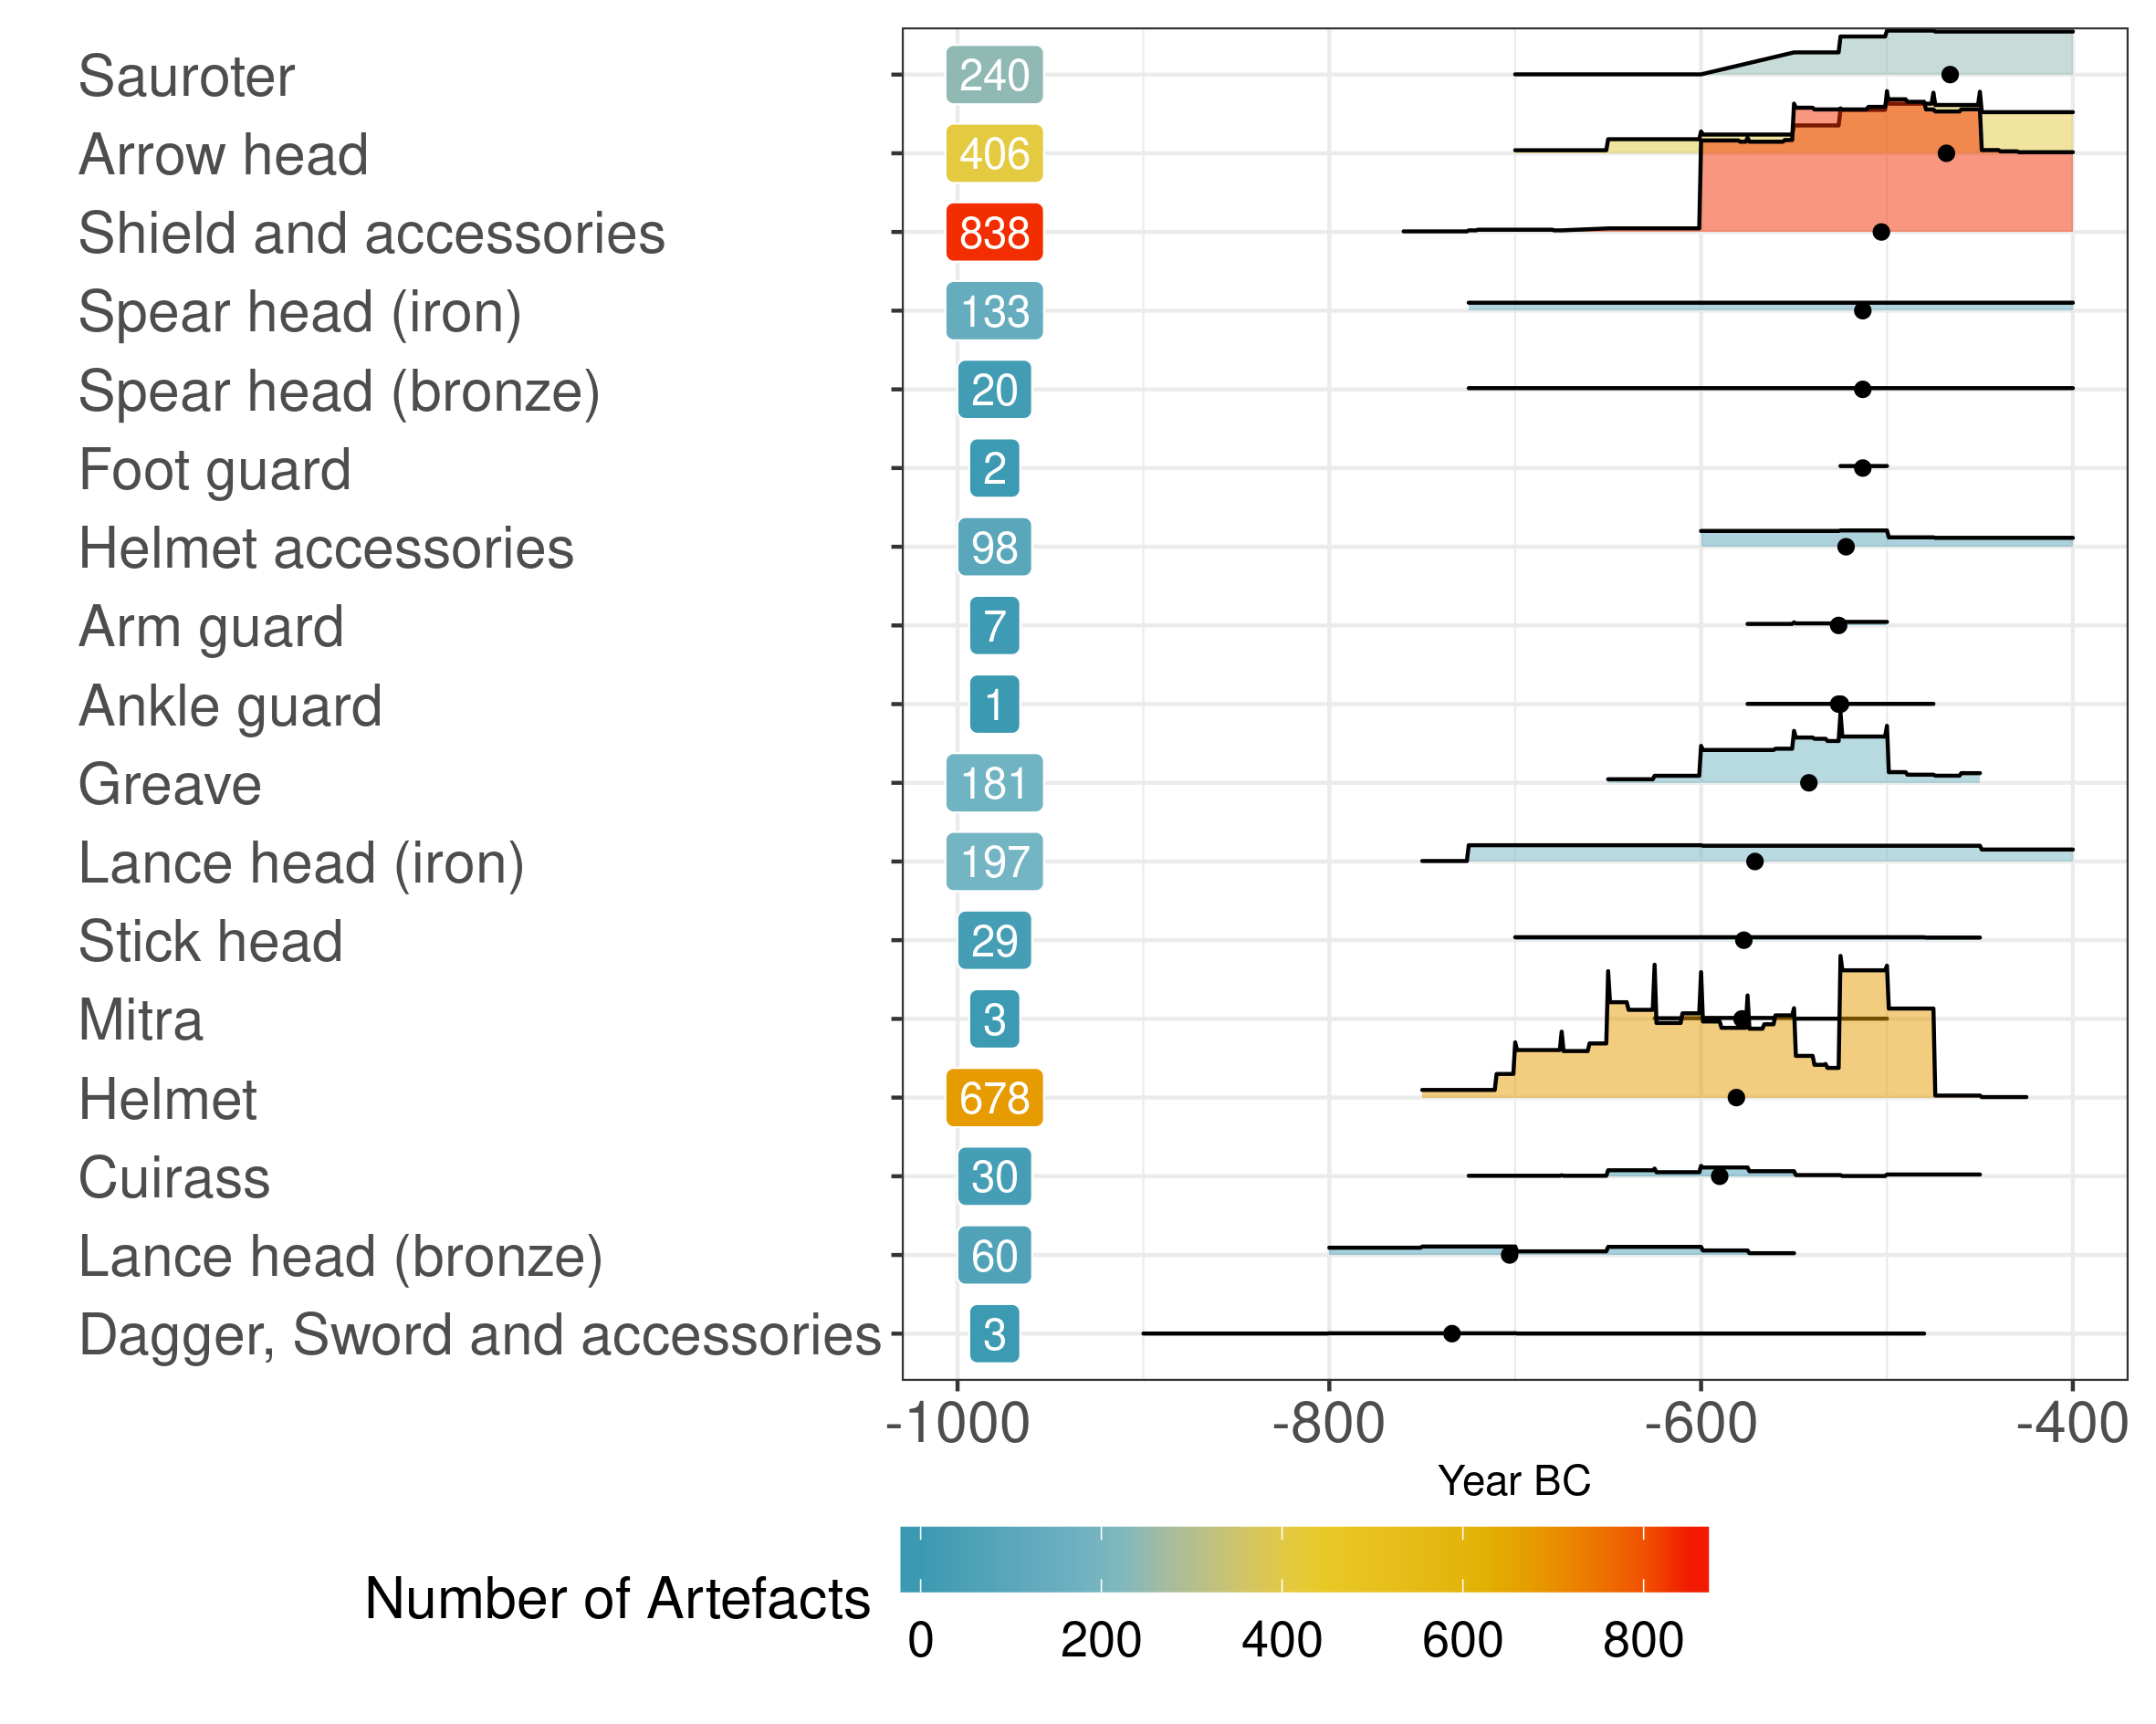 Sauroter 240
Arrow head 406
Shield and accessories 838
Spear head (iron) 133
Spear head (bronze) 20
Foot guard 2
Helmet accessories 98
Arm guard 7
Ankle guard 1
Greave 181
Lance head (iron) 197
Stick head 29
Mitra 3
Helmet 678
Cuirass 30
Lance head (bronze) 60
Dagger, Sword and accessories 3
-1000 -800 -600 -400
Year BC
Number of Artefacts
0 200 400 600 800